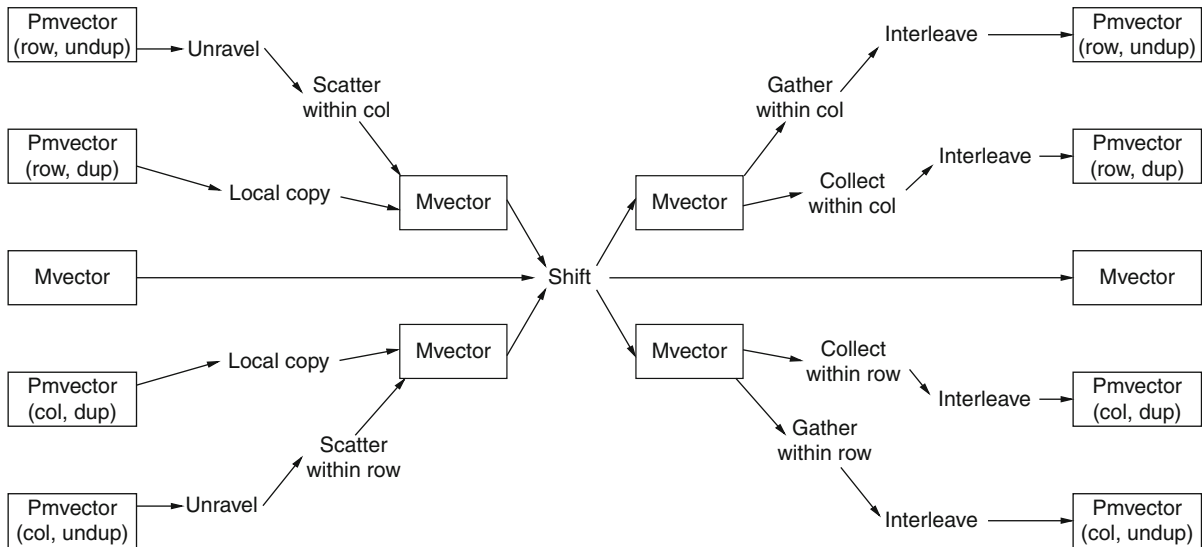 Pmvector
(row, undup)
Unravel
Scatter
within col
Pmvector
(row, dup)
Local copy
Mvector
Mvector
Shift
Pmvector
(col, dup)
Local copy
Mvector
Pmvector
(col, undup)
Unravel
Scatter
within row
Mvector
Gather
within col
Interleave
Pmvector
(row, undup)
Collect
within col
Interleave
Pmvector
(row, dup)
Mvector
Mvector
Collect
within row
Interleave
Pmvector
(col, dup)
Gather
within row
Interleave
Pmvector
(col, undup)